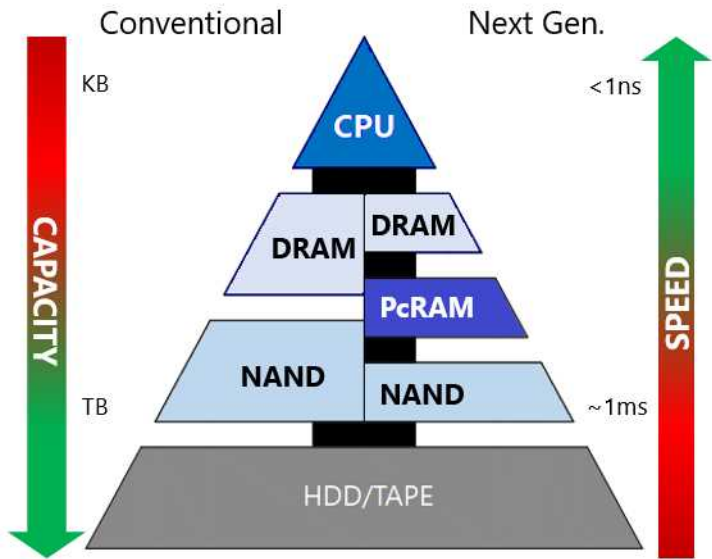 Conventional
Next Gen.
KB
<1ns
CPU
CAPACITY
SPEED
DRAM
DRAM
PcRAM
NAND
NAND
TB
~1ms
HDD/TAPE